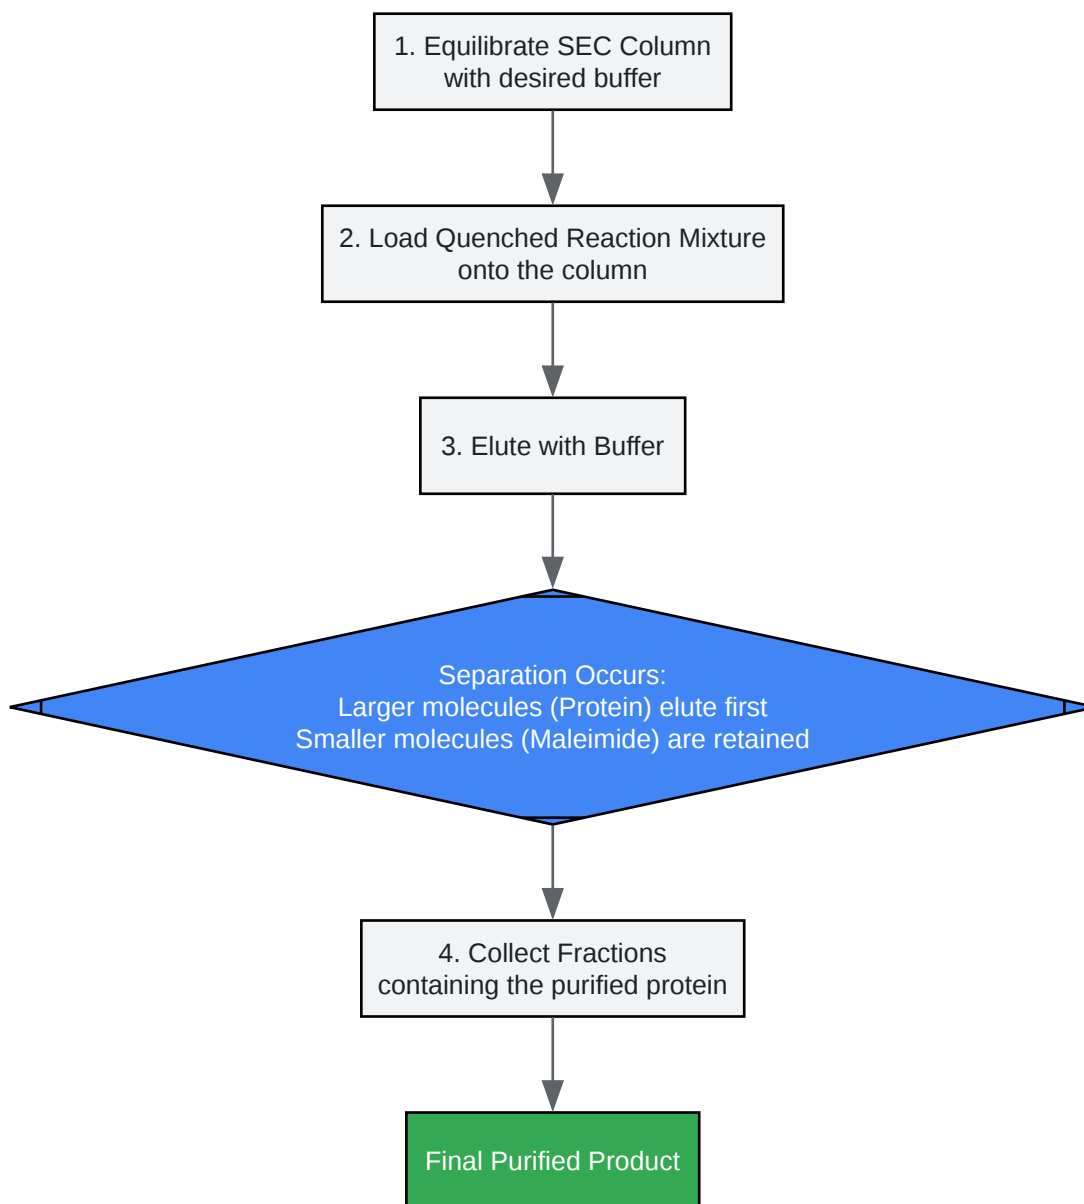 1. Equilibrate SEC Column
with desired buffer
2. Load Quenched Reaction Mixture
onto the column
3. Elute with Buffer
Separation Occurs:
Larger molecules (Protein) elute first
Smaller molecules (Maleimide) are retained
4. Collect Fractions
containing the purified protein
Final Purified Product